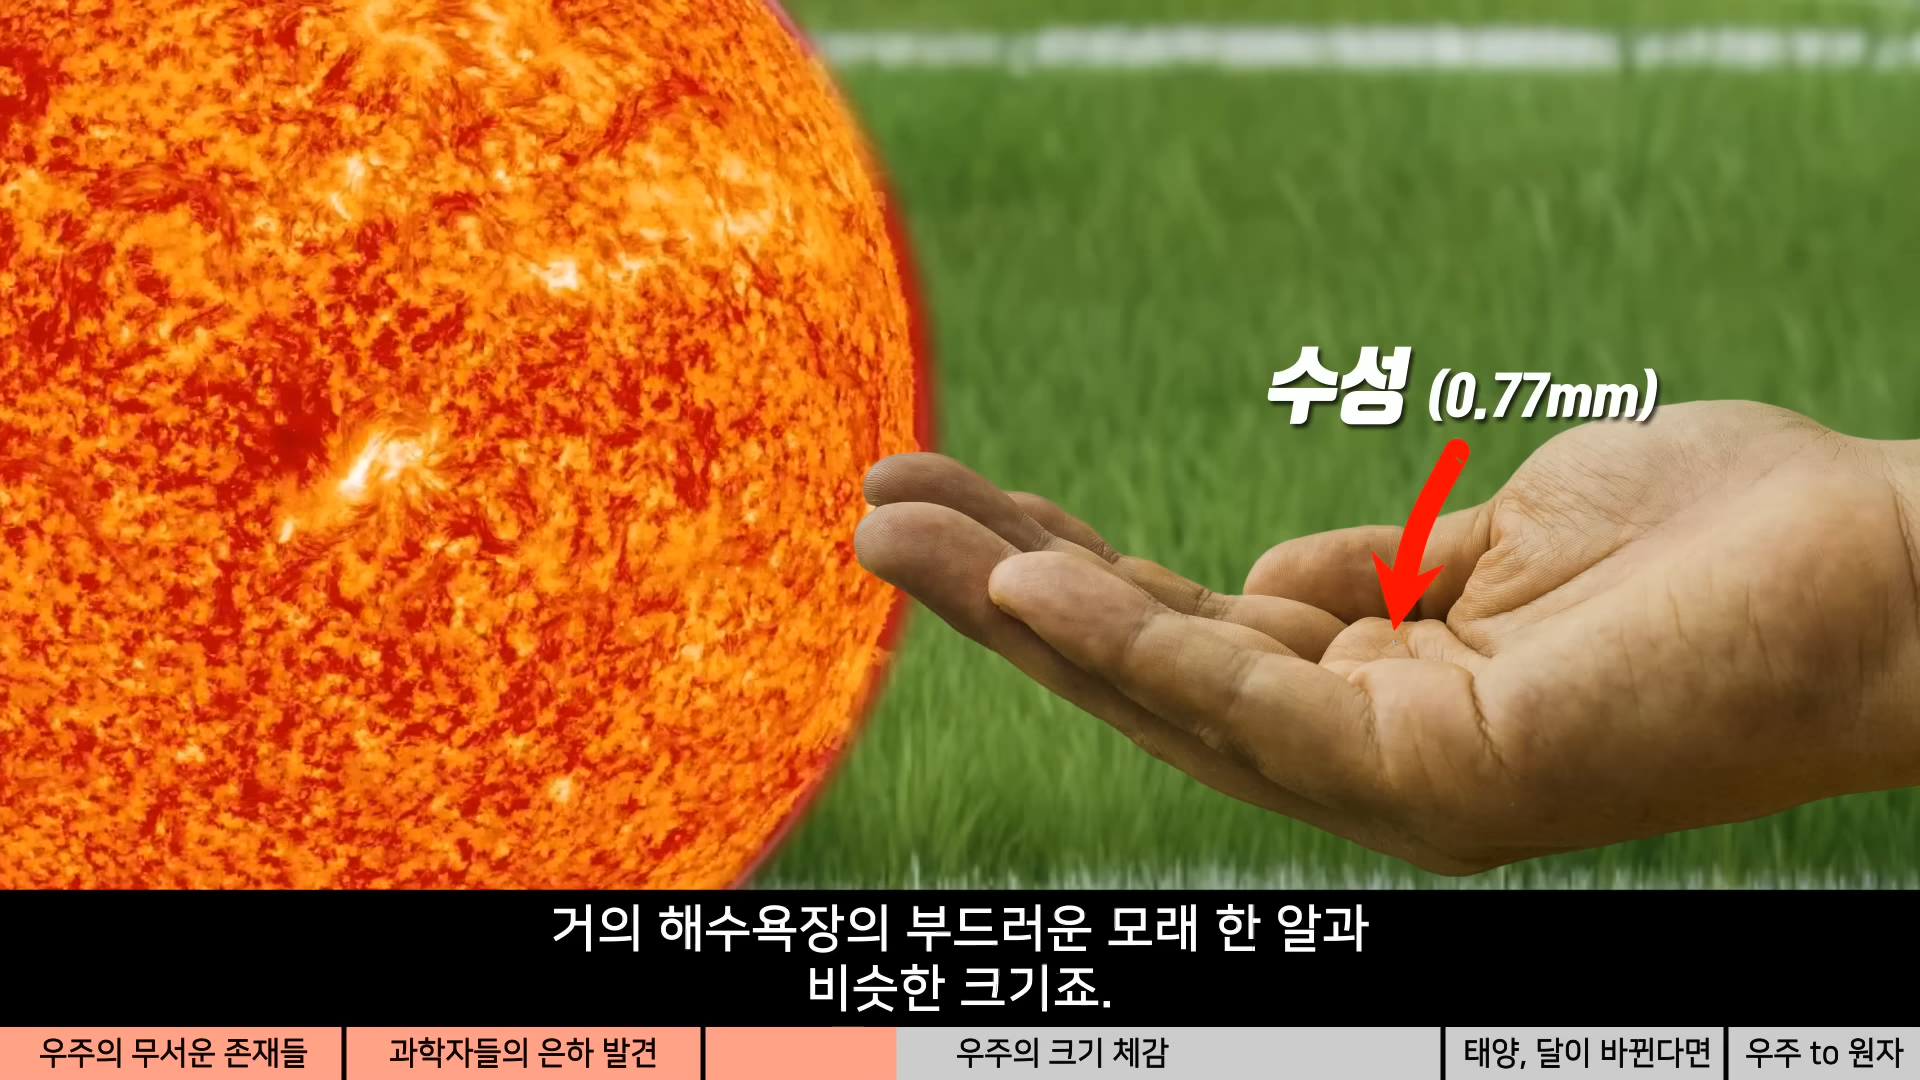 수성 (0.77mm)
거의 해수욕장의 부드러운 모래 한 알과
비슷한 크기죠.
우주의 무서운 존재들
과학자들의 은하 발견
우주의 크기 체감
태양, 달이 바뀐다면
우주 to 원자